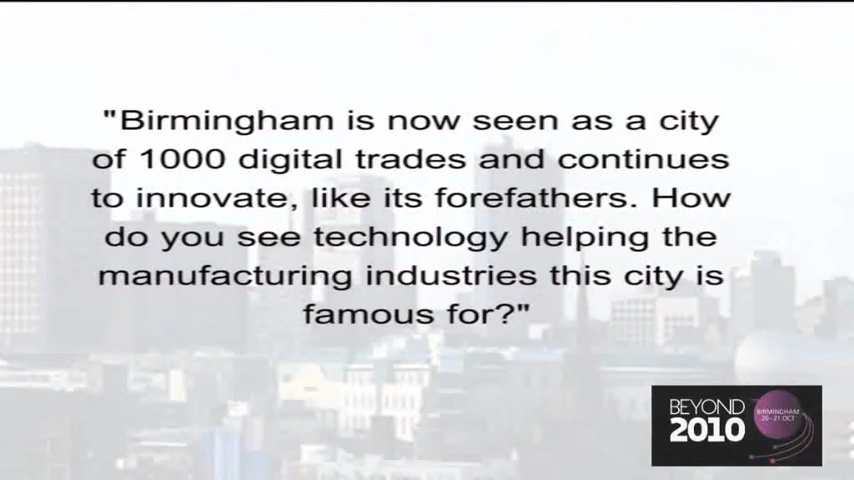 "Birmingham is now seen as a city
of 1000 digital trades and continues
to innovate, like its forefathers. How
do you see technology helping the
manufacturing industries this city is
famous for?"
BEYOND
2010
BIRMINGHAM
20 - 21 OCT